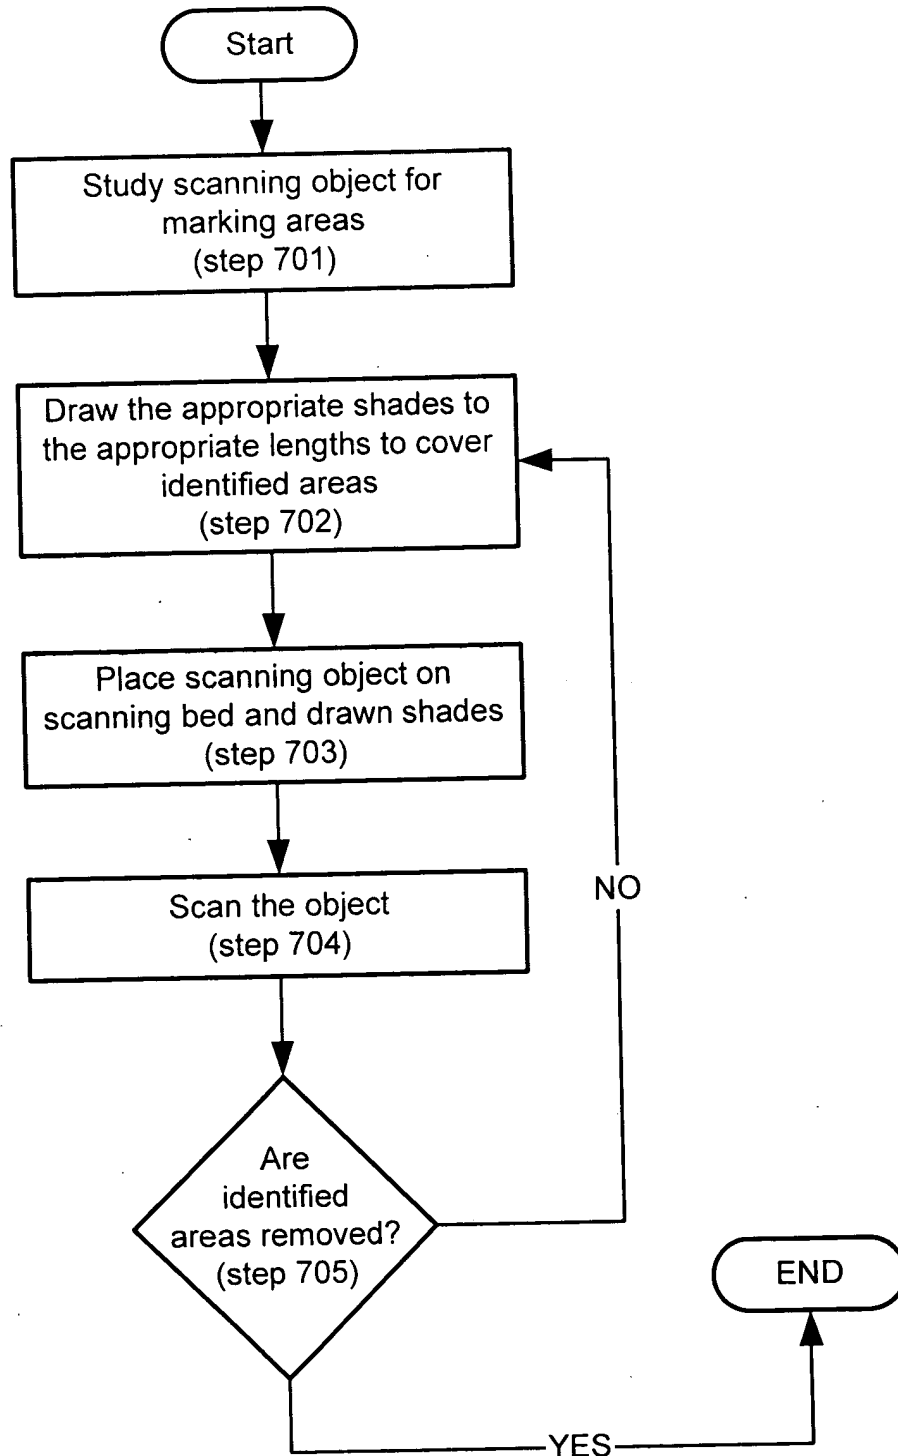 Start
Study scanning object for
marking areas
(step 701)
Draw the appropriate shades to
the appropriate lengths to cover
identified areas
(step 702)
Place scanning object on
scanning bed and drawn shades
(step 703)
Scan the object
(step 704)
NO
Are
identified
areas removed?
(step 705)
END
YES